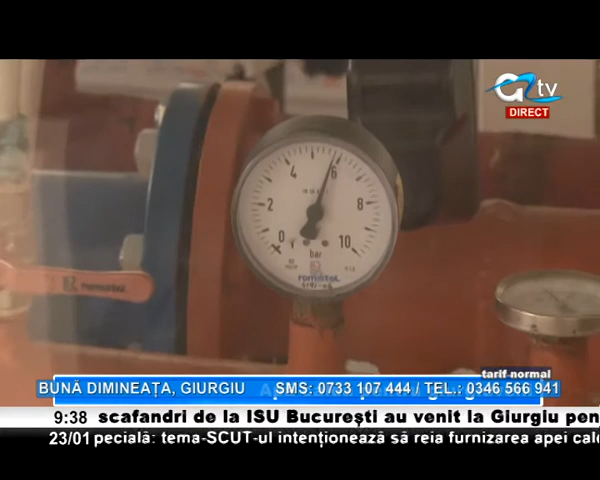 G2 tv
DIRECT
4 6
2 8
0 10
bar
romstal
tarif normal
BUNĂ DIMINEAȚA, GIURGIU SMS: 0733 107 444 / TEL.: 0346 566 941
9:38 scafandri de la ISU București au venit la Giurgiu pen
23/01 pecială: tema-SCUT-ul intenționează să reia furnizarea apei cal